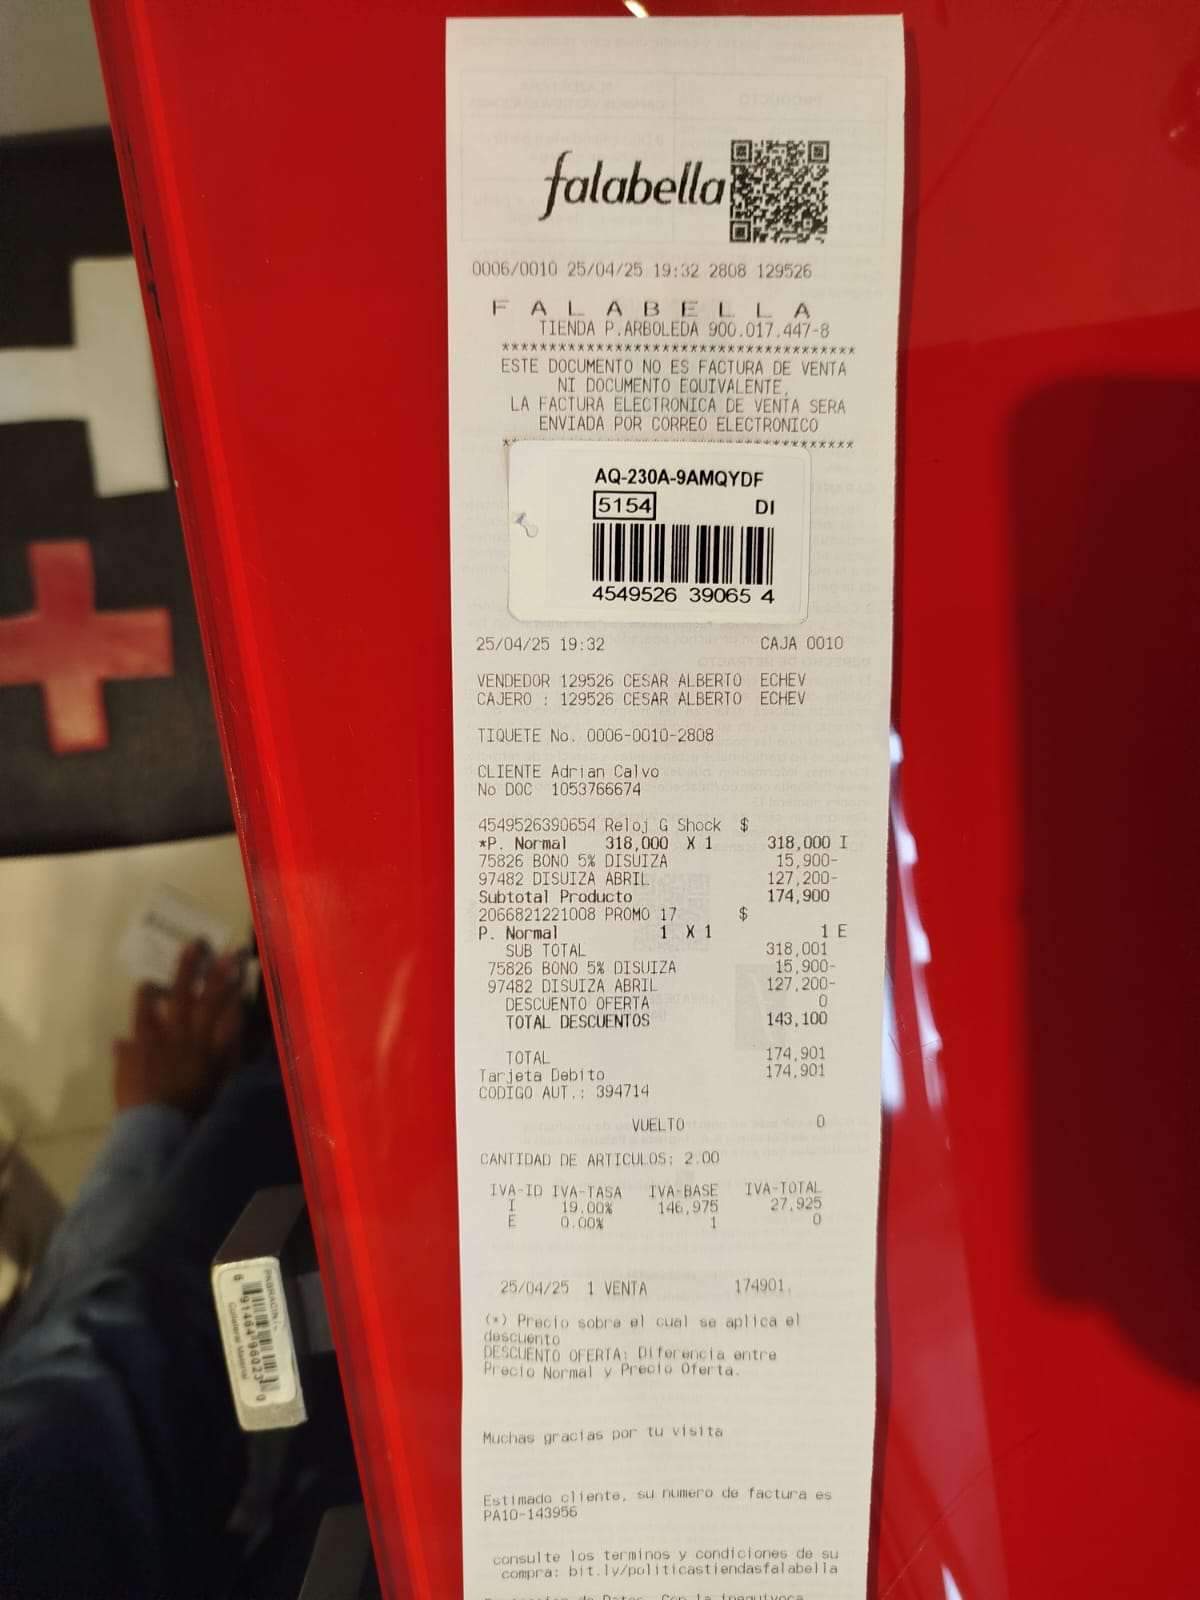 falabella
0006/0010 25/04/25 19:32 2808 129526
F A L A B E L L A
TIENDA P.ARBOLEDA 900.017.447-8
**************************************
ESTE DOCUMENTO NO ES FACTURA DE VENTA
NI DOCUMENTO EQUIVALENTE,
LA FACTURA ELECTRONICA DE VENTA SERA
ENVIADA POR CORREO ELECTRONICO
AQ-230A-9AMQYDF
5154 DI
4549526 39065 4
25/04/25 19:32 CAJA 0010
VENDEDOR 129526 CESAR ALBERTO ECHEV
CAJERO : 129526 CESAR ALBERTO ECHEV
TIQUETE No. 0006-0010-2808
CLIENTE Adrian Calvo
No DOC 1053766674
4549526390654 Reloj G Shock $
*P. Normal 318,000 X 1 318,000 I
75826 BONO 5% DISUIZA 15,900-
97482 DISUIZA ABRIL 127,200-
Subtotal Producto 174,900
2066821221008 PROMO 17 $
P. Normal 1 X 1 1 E
SUB TOTAL 318,001
75826 BONO 5% DISUIZA 15,900-
97482 DISUIZA ABRIL 127,200-
DESCUENTO OFERTA 0
TOTAL DESCUENTOS 143,100
TOTAL 174,901
Tarjeta Debito 174,901
CODIGO AUT.: 394714
VUELTO 0
CANTIDAD DE ARTICULOS: 2.00
IVA-ID IVA-TASA IVA-BASE IVA-TOTAL
I 19.00% 146,975 27,925
E 0.00% 1 0
25/04/25 1 VENTA 174901.
(*) Precio sobre el cual se aplica el
descuento
DESCUENTO OFERTA: Diferencia entre
Precio Normal y Precio Oferta.
Muchas gracias por tu visita
Estimado cliente, su numero de factura es
PA10-143956
consulte los terminos y condiciones de su
compra: bit.ly/politicastiendasfalabella
Collateral Material